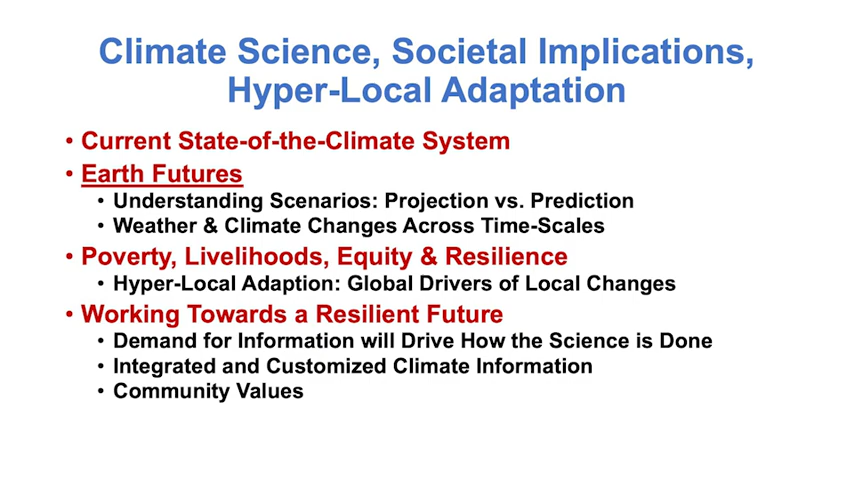 Climate Science, Societal Implications,
Hyper-Local Adaptation
• Current State-of-the-Climate System
• Earth Futures
• Understanding Scenarios: Projection vs. Prediction
• Weather & Climate Changes Across Time-Scales
• Poverty, Livelihoods, Equity & Resilience
• Hyper-Local Adaption: Global Drivers of Local Changes
• Working Towards a Resilient Future
• Demand for Information will Drive How the Science is Done
• Integrated and Customized Climate Information
• Community Values